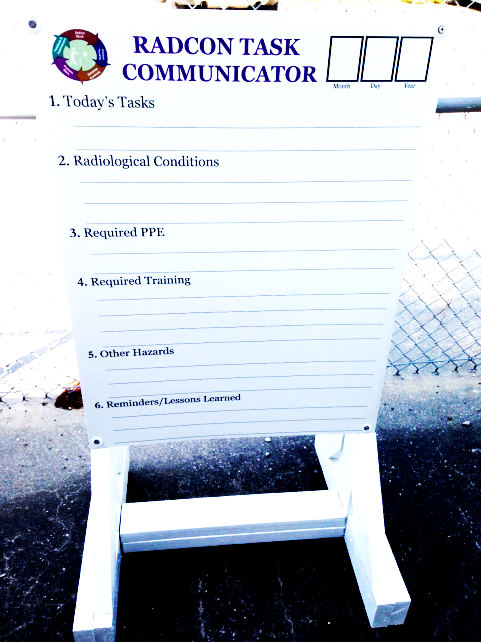 RADCON TASK
COMMUNICATOR
Month Day Year
1. Today's Tasks
2. Radiological Conditions
3. Required PPE
4. Required Training
5. Other Hazards
6. Reminders/Lessons Learned